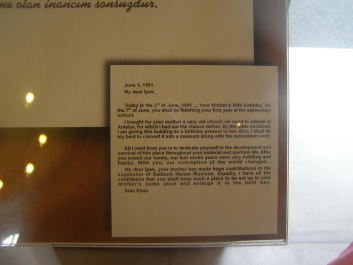 ne olan inancım sonsuzdur.
June 3, 1991
My dear İpek,
Today is the 3rd of June, 1991 ... Your Mother's 50th birthday. On
the 7th of June, you shall be finishing your first year at the elementary
school.
I bought for your mother a very old church we used to admire in
Antalya, for which I had not the chance before. By the letter enclosed,
I am giving this building as a birthday present to her. Also, I shall do
my best to convert it into a museum along with the restoration work.
All I want from you is to dedicate yourself to the development and
survival of this place throughout your material and spiritual life. After
you joined our family, our last seven years were very building and
happy. With you, our conception of the world changed...
My dear İpek, your mother has made huge contributions to the
expansion of Sadberk Hanım Museum. Equally, I have all the
confidence that you shall keep such a place to be set up in your
mother's name alive and enlarge it in the best way.
Suna Kıraç